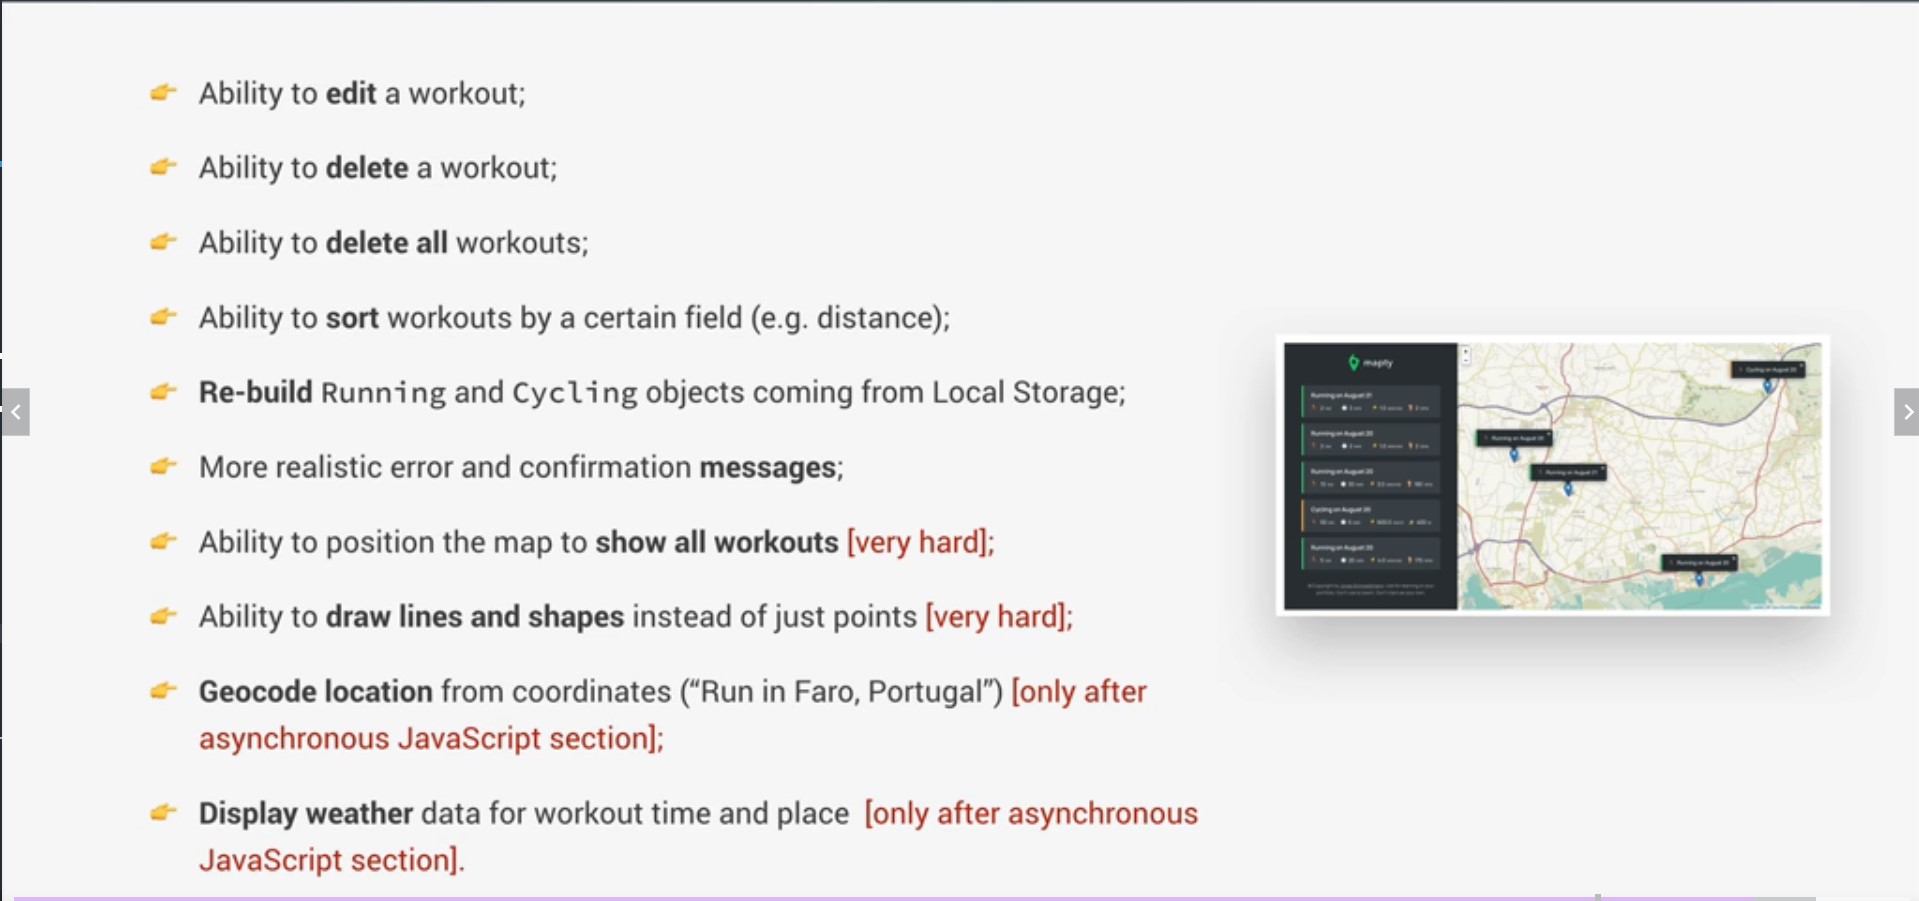 Ability to edit a workout;
Ability to delete a workout;
Ability to delete all workouts;
Ability to sort workouts by a certain field (e.g. distance);
Re-build Running and Cycling objects coming from Local Storage;
More realistic error and confirmation messages;
Ability to position the map to show all workouts [very hard];
Ability to draw lines and shapes instead of just points [very hard];
Geocode location from coordinates (“Run in Faro, Portugal”) [only after
asynchronous JavaScript section];
Display weather data for workout time and place [only after asynchronous
JavaScript section].
mapty
Running on August 21
Running on August 20
Running on August 20
Cycling on August 20
Running on August 20
Cycling on August 20
Running on August 20
Running on August 21